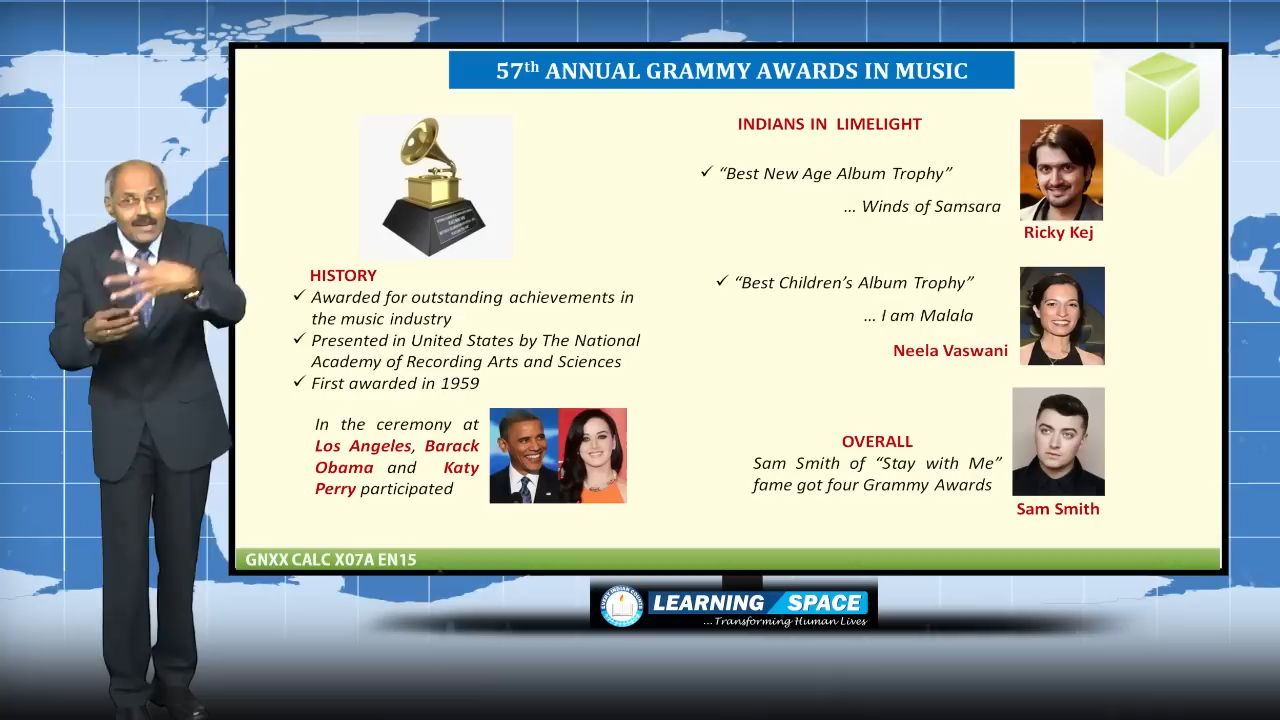 57th ANNUAL GRAMMY AWARDS IN MUSIC
HISTORY
✓ Awarded for outstanding achievements in
the music industry
✓ Presented in United States by The National
Academy of Recording Arts and Sciences
✓ First awarded in 1959
In the ceremony at
Los Angeles, Barack
Obama and Katy
Perry participated
INDIANS IN LIMELIGHT
✓ “Best New Age Album Trophy”
... Winds of Samsara
Ricky Kej
✓ “Best Children’s Album Trophy”
... I am Malala
Neela Vaswani
OVERALL
Sam Smith of “Stay with Me”
fame got four Grammy Awards
Sam Smith
GNXX CALC X07A EN15
LEARNING SPACE
...Transforming Human Lives